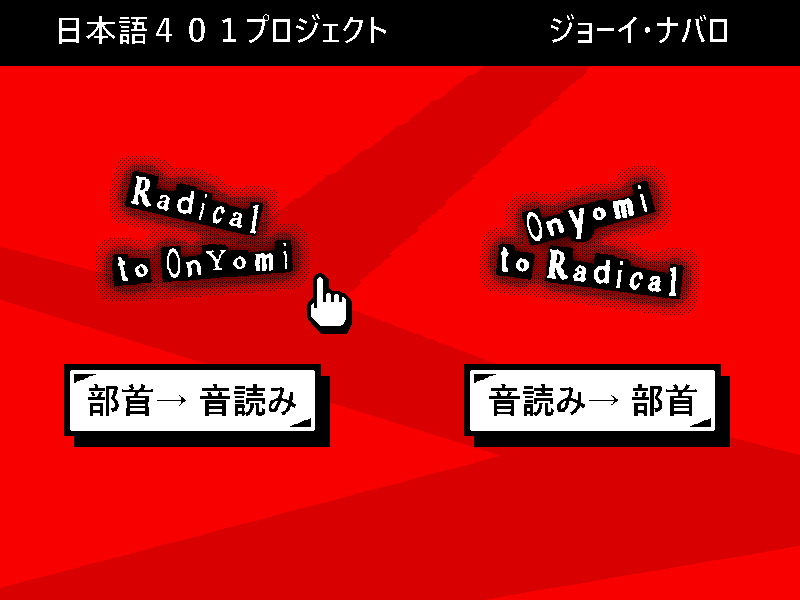 日本語４０１プロジェクト
ジョーイ・ナバロ
Radical
to OnYomi
Onyomi
to Radical
部首→ 音読み
音読み→ 部首